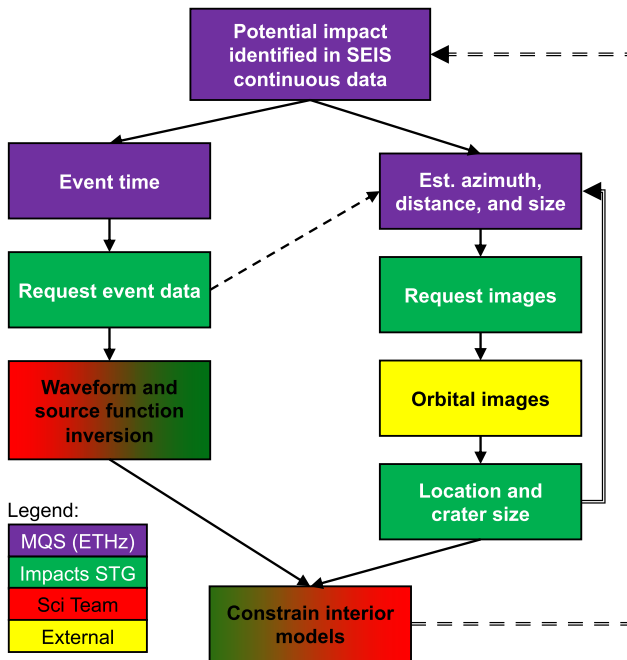 Potential impact
identified in SEIS
continuous data
Event time
Est. azimuth,
distance, and size
Request event data
Request images
Waveform and
source function
inversion
Orbital images
Location and
crater size
Legend:
MQS (ETHz)
Impacts STG
Sci Team
External
Constrain interior
models